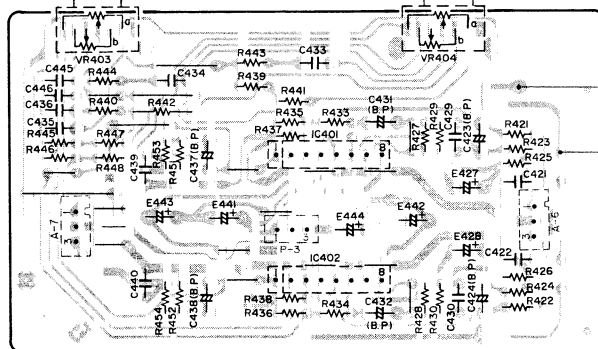 a
b
VR403
a
b
VR404
C445
R444
C434
R443
C433
C446
R439
C436
R440
R442
R441
C431
(B.P)
R435
R433
C435
R437
IC401
R427
R429
C429
C423(B.P)
R421
R445
R447
R423
R446
R448
C439
R453
R451
C437(B.P)
8
R425
E427
C421
E443
E441
E444
E442
A-7
3
P-3
A-6
3
E428
C422
IC402
8
C440
R454
R452
C438(B.P)
R438
R436
R434
C432
(B.P)
R428
R430
C430
C424(B.P)
R426
R424
R422